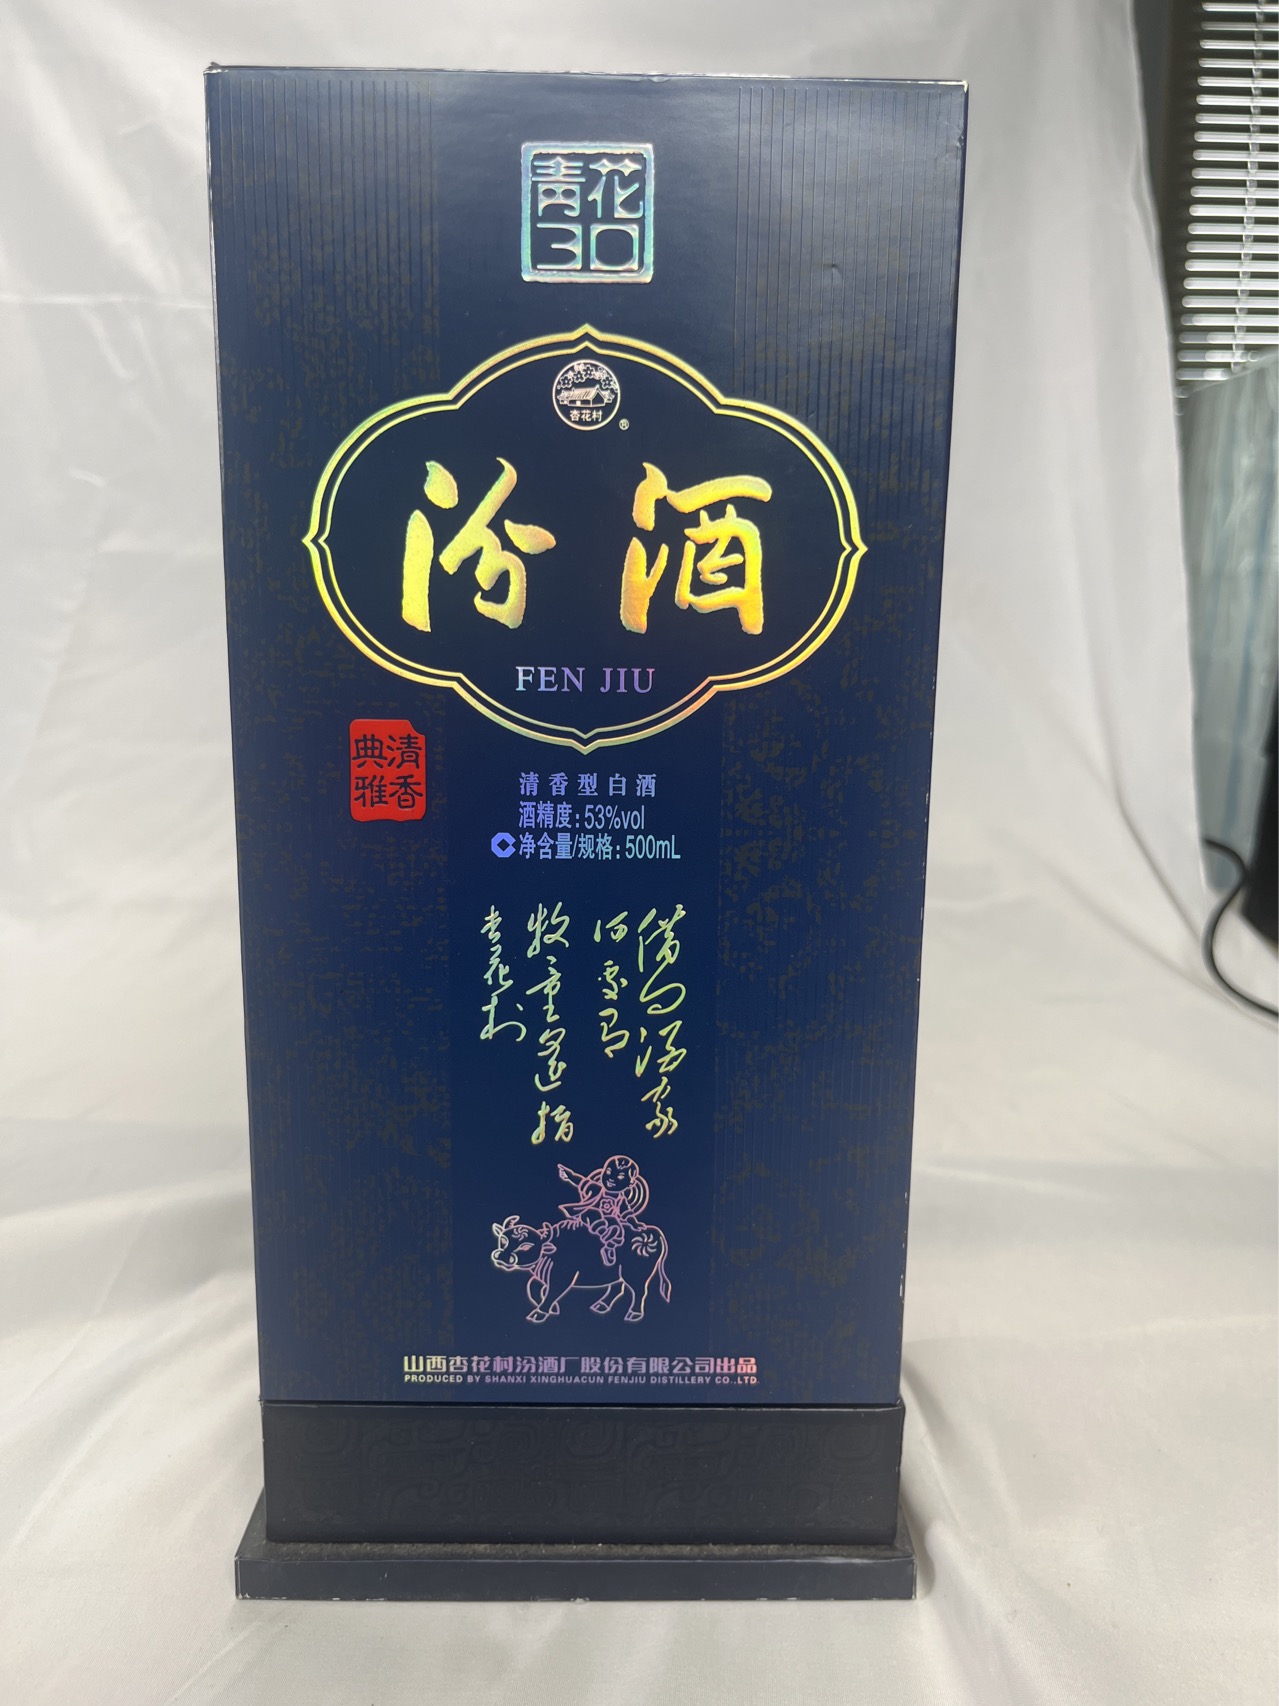 青花
30
杏花村
®
汾酒
FEN JIU
清香
典雅
清香型白酒
酒精度:53%vol
净含量/规格:500mL
借问酒家
何处有
牧童遥指
杏花村
山西杏花村汾酒厂股份有限公司出品
PRODUCED BY SHANXI XINGHUACUN FENJIU DISTILLERY CO.,LTD.